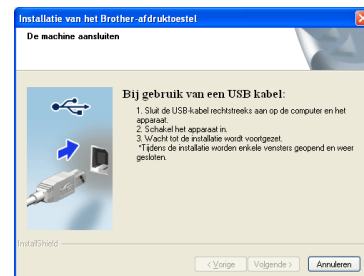 Installatie van het Brother-afdruktoestel
De machine aansluiten
Bij gebruik van een USB kabel:
1. Sluit de USB-kabel rechtstreeks aan op de computer en het
apparaat.
2. Schakel het apparaat in.
3. Wacht tot de installatie wordt voortgezet.
*Tijdens de installatie worden enkele vensters geopend en weer
gesloten.
InstallShield
< Vorige
Volgende >
Annuleren